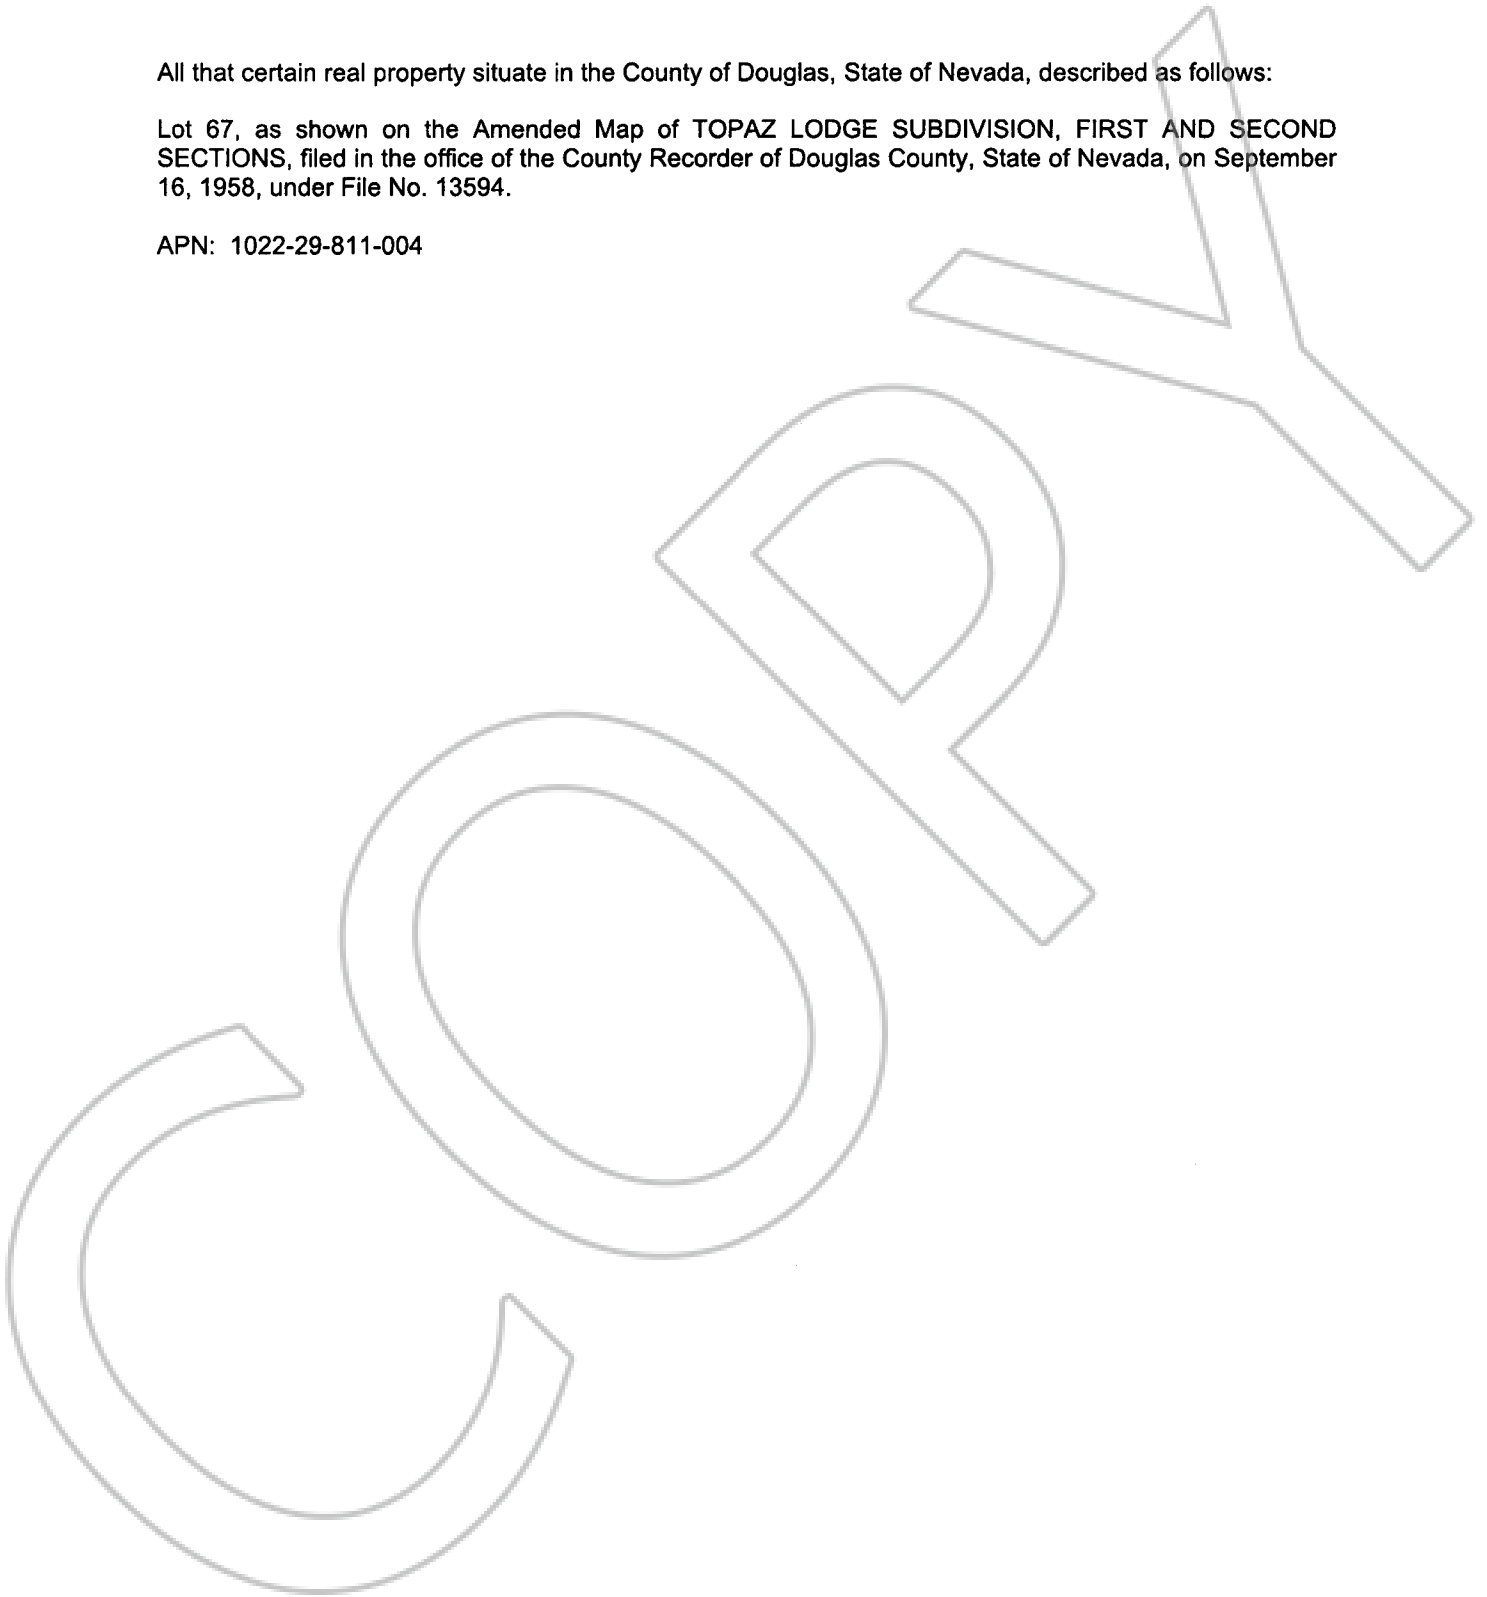 All that certain real property situate in the County of Douglas, State of Nevada, described as follows:
Lot 67, as shown on the Amended Map of TOPAZ LODGE SUBDIVISION, FIRST AND SECOND
SECTIONS, filed in the office of the County Recorder of Douglas County, State of Nevada, on September
16, 1958, under File No. 13594.
APN: 1022-29-811-004
COPY